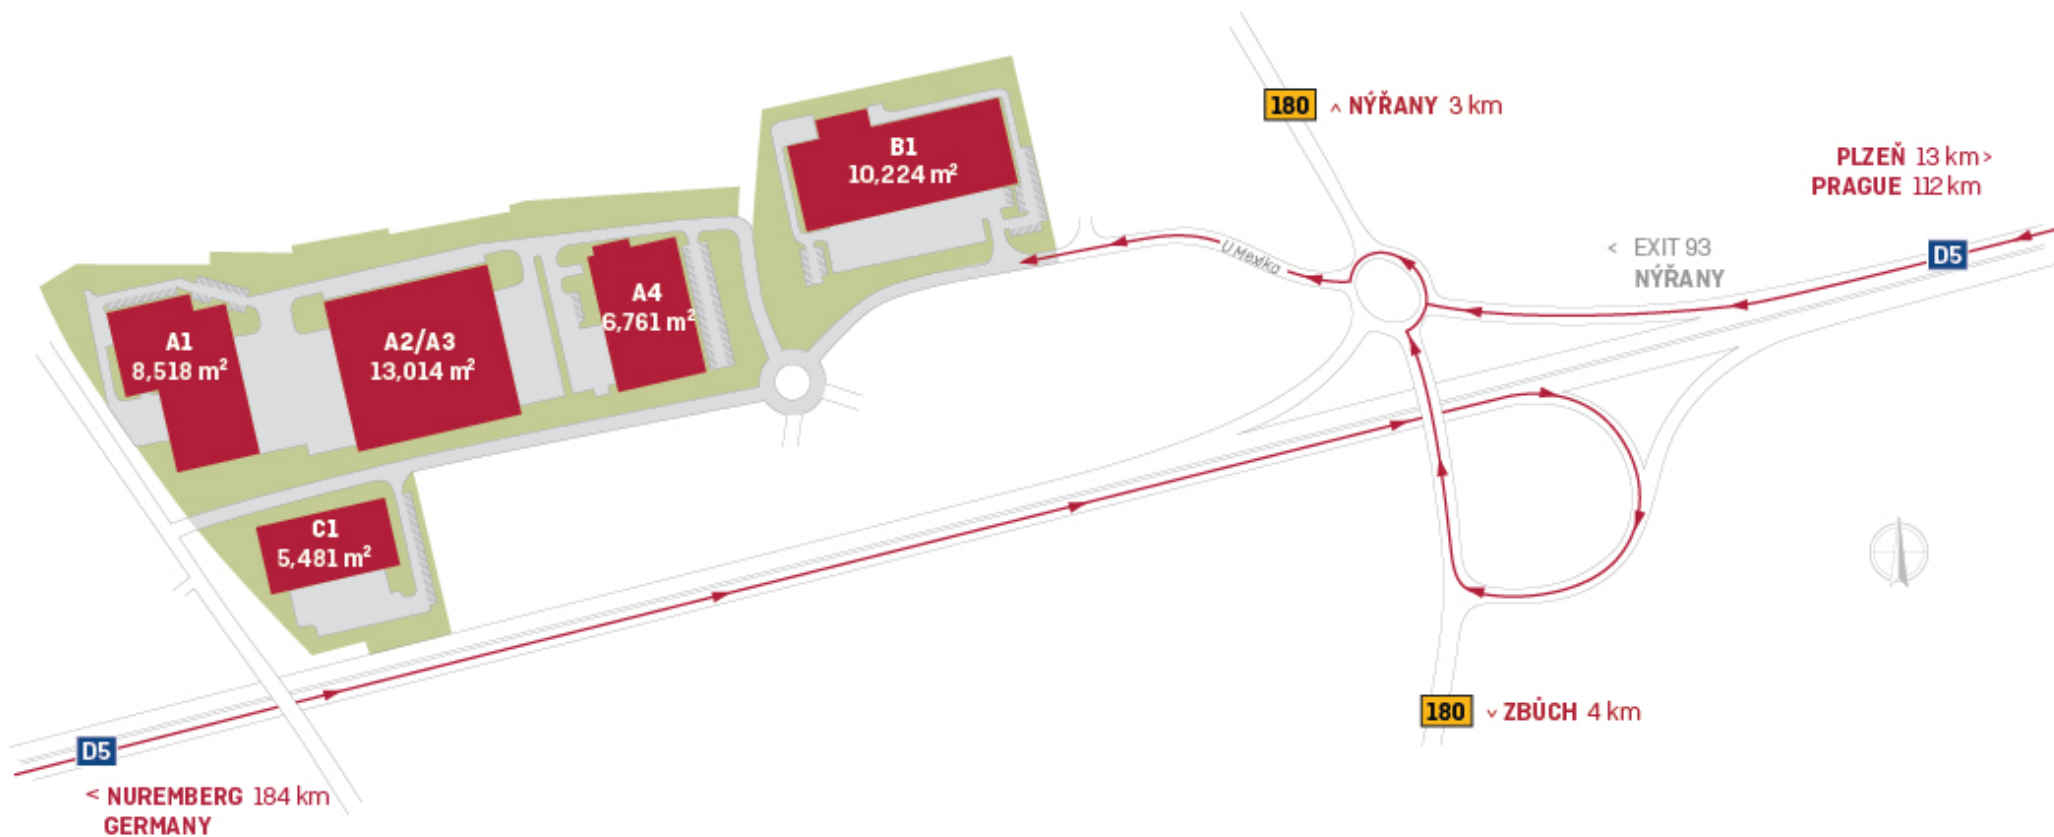 180 ^ NÝŘANY 3 km
B1
10,224 m²
PLZEŇ 13 km >
PRAGUE 112 km
U Mexika
< EXIT 93
NÝŘANY
D5
A4
6,761 m²
A1
8,518 m²
A2/A3
13,014 m²
C1
5,481 m²
180 ˅ ZBŮCH 4 km
D5
< NUREMBERG 184 km
GERMANY